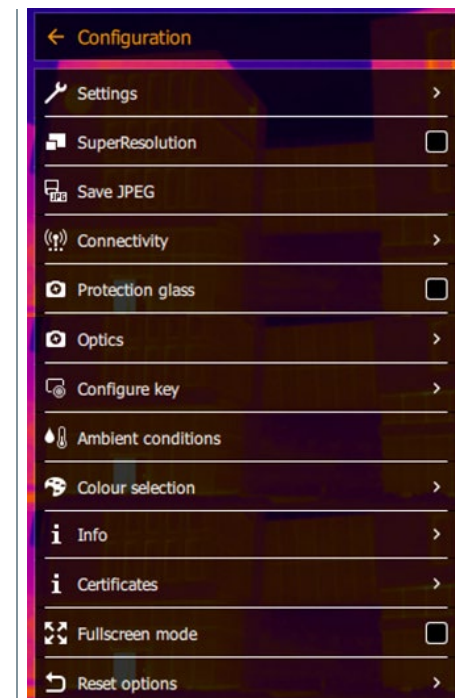 Configuration
Settings
SuperResolution
JPG Save JPEG
Connectivity
Protection glass
Optics
Configure key
Ambient conditions
Colour selection
i Info
i Certificates
Fullscreen mode
Reset options